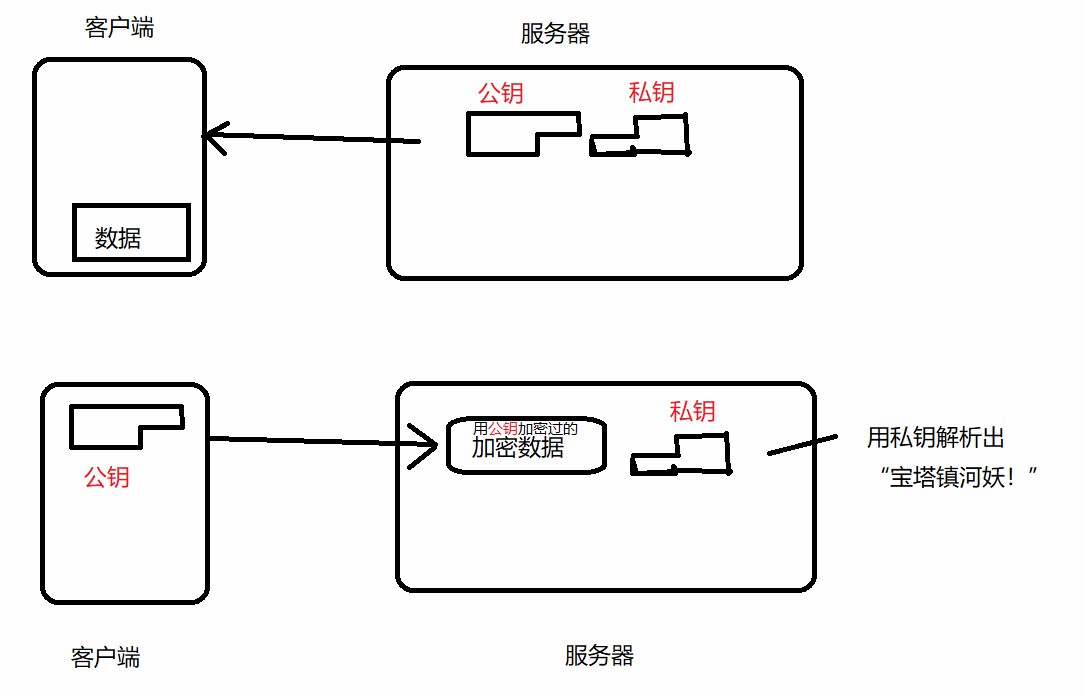 客户端
服务器
公钥
私钥
数据
公钥
用公钥加密过的
加密数据
私钥
用私钥解析出
“宝塔镇河妖！”
客户端
服务器